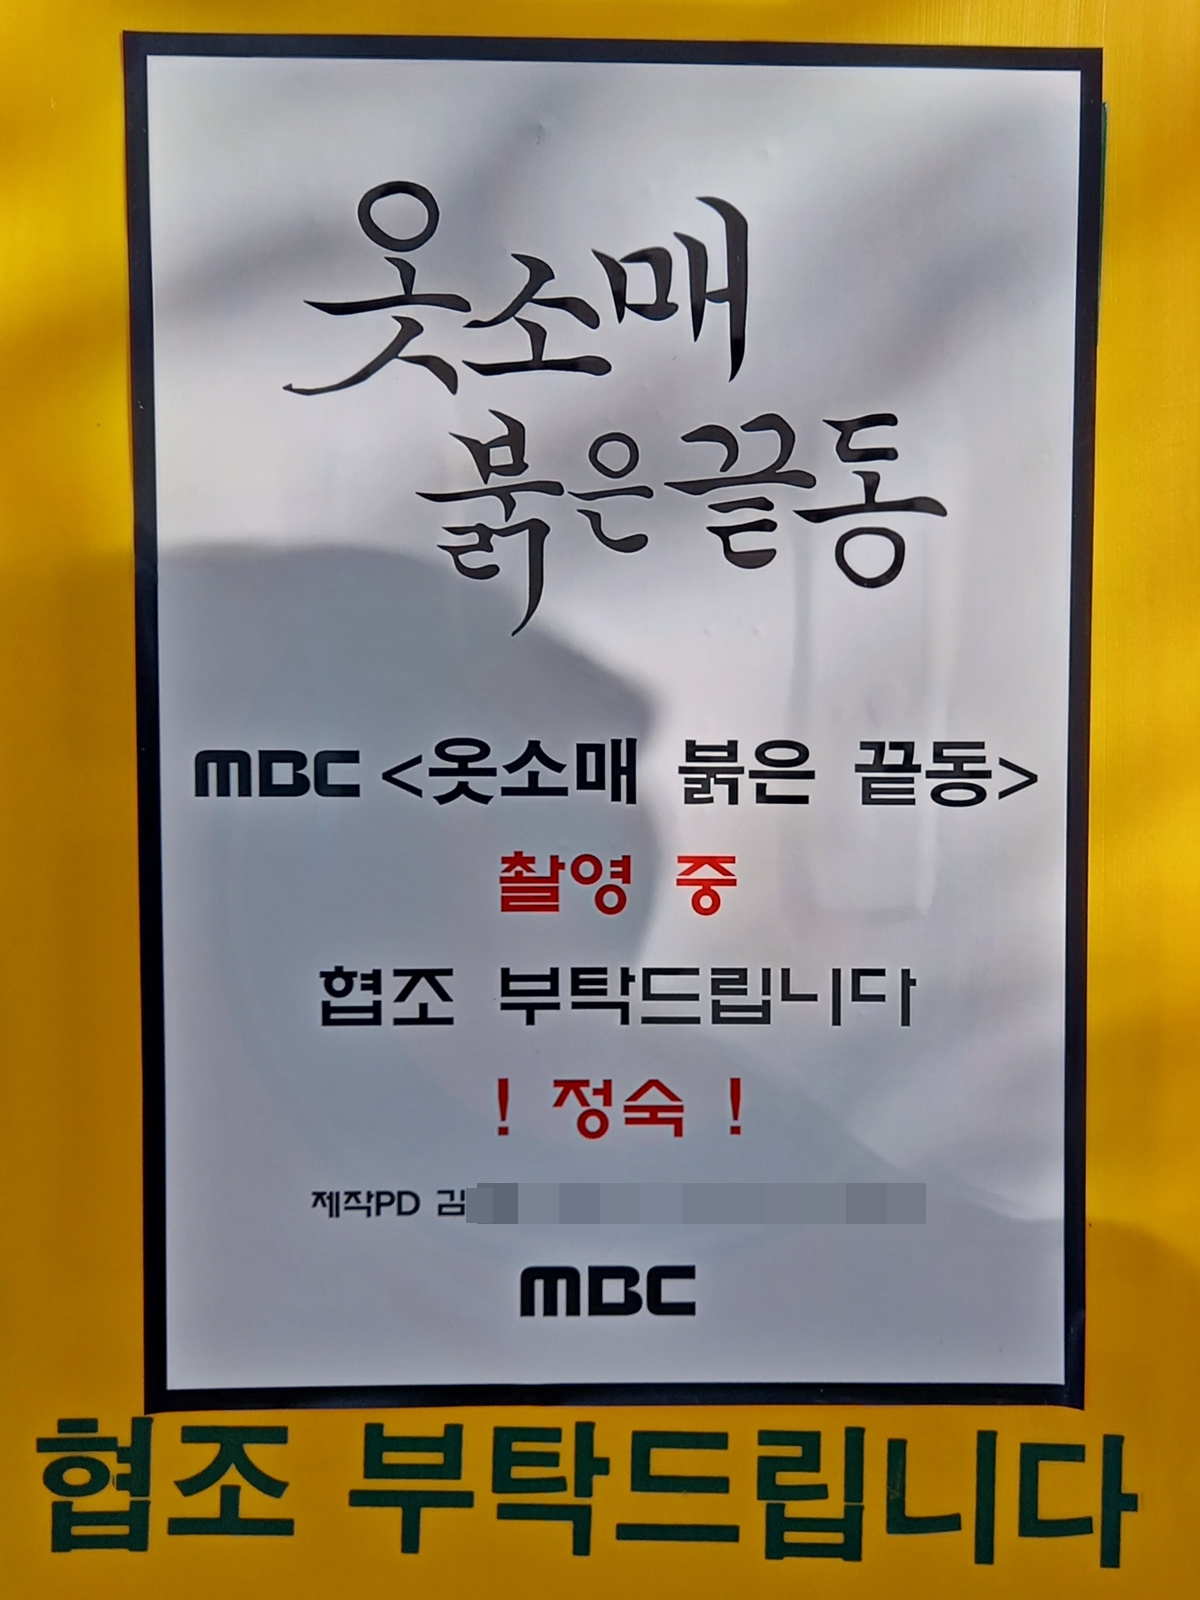 옷소매
붉은끝동
MBC <옷소매 붉은 끝동>
촬영 중
협조 부탁드립니다
! 정숙 !
제작PD 김
MBC
협조 부탁드립니다